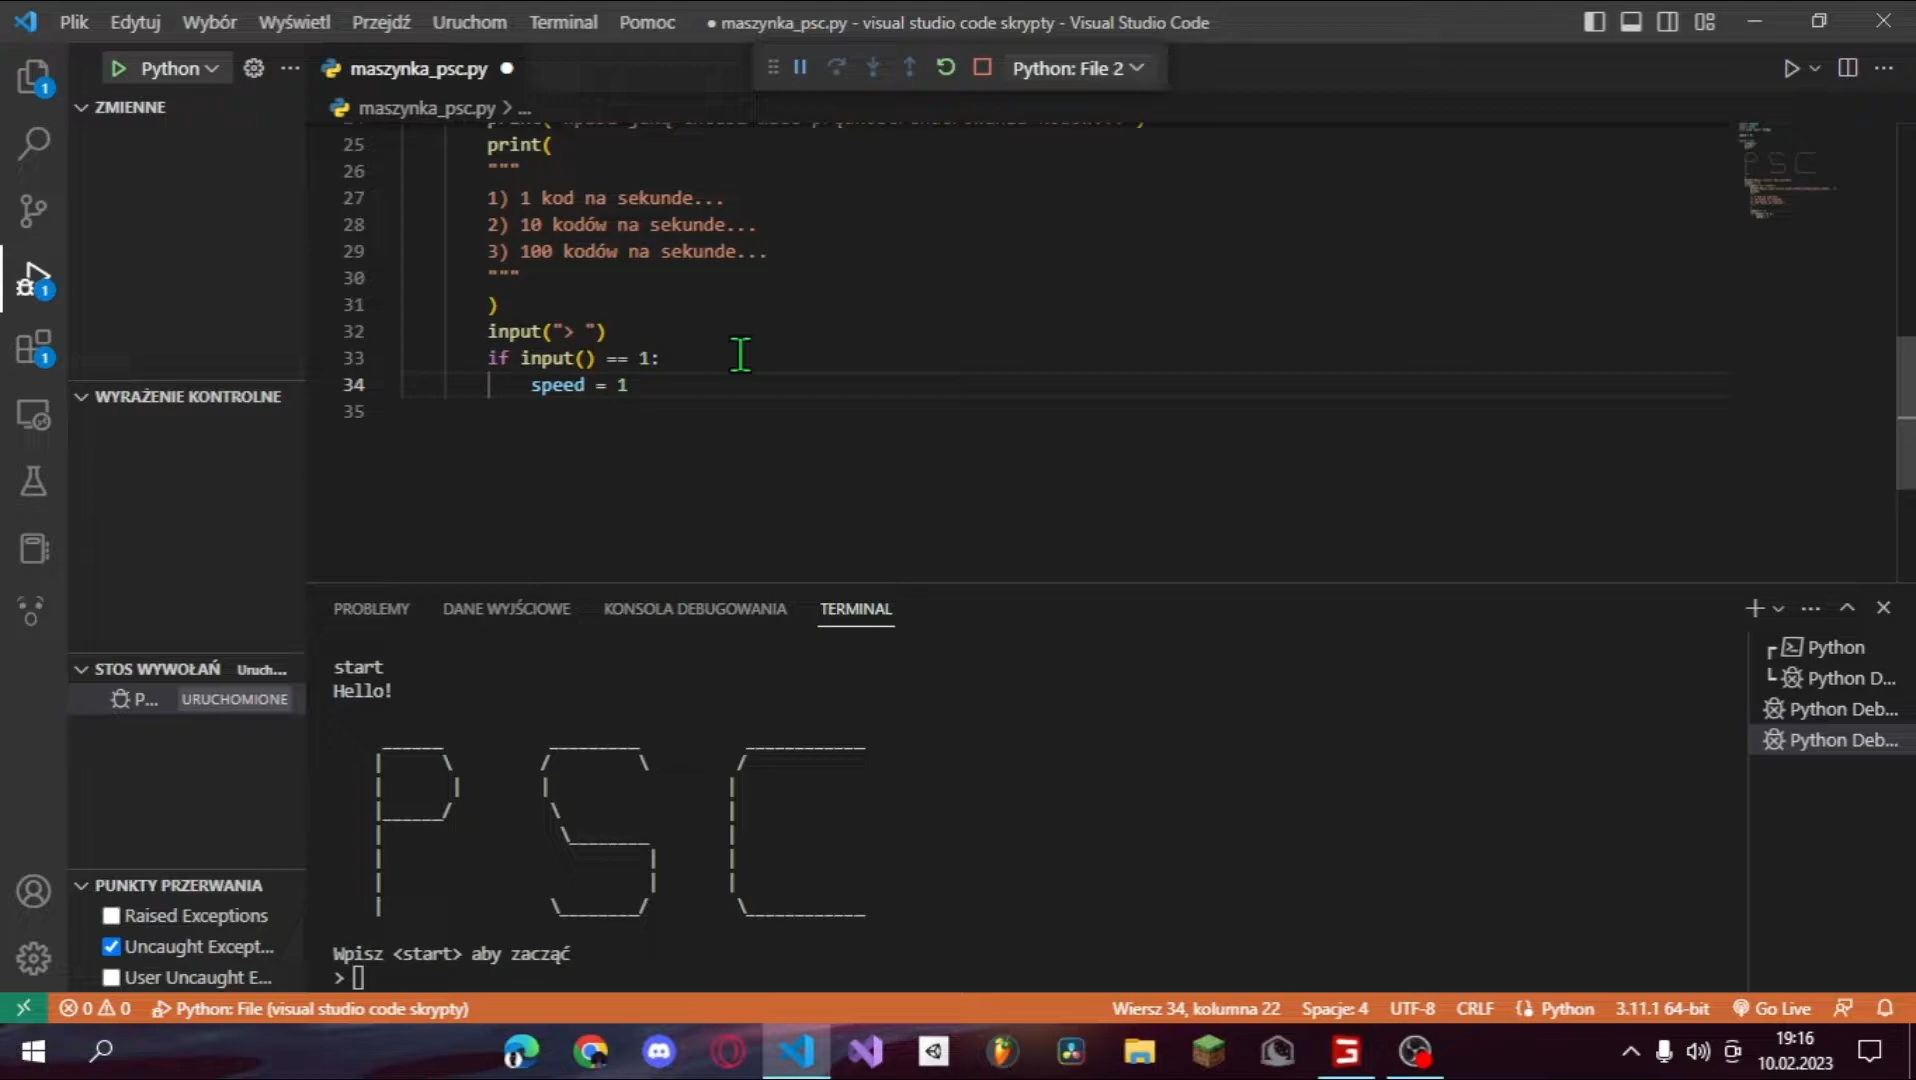 Plik Edytuj Wybór Wyświetl Przejdź Uruchom Terminal Pomoc ● maszynka_psc.py - visual studio code skrypty - Visual Studio Code
Python maszynka_psc.py ● Python: File 2
ZMIENNE
maszynka_psc.py > ...
25 print(
26 """
27 1) 1 kod na sekunde...
28 2) 10 kodów na sekunde...
29 3) 100 kodów na sekunde...
30 """
31 )
32 input("> ")
33 if input() == 1:
34 speed = 1
35
WYRAŻENIE KONTROLNE
PROBLEMY DANE WYJŚCIOWE KONSOLA DEBUGOWANIA TERMINAL
start
Hello!
Wpisz <start> aby zacząć
>
Python
Python D...
Python Deb...
Python Deb...
STOS WYWOŁAŃ Uruch...
P... URUCHOMIONE
PUNKTY PRZERWANIA
Raised Exceptions
Uncaught Except...
User Uncaught E...
1
1
1
0 0 Python: File (visual studio code skrypty) Wiersz 34, kolumna 22 Spacje: 4 UTF-8 CRLF Python 3.11.1 64-bit Go Live
19:16
10.02.2023